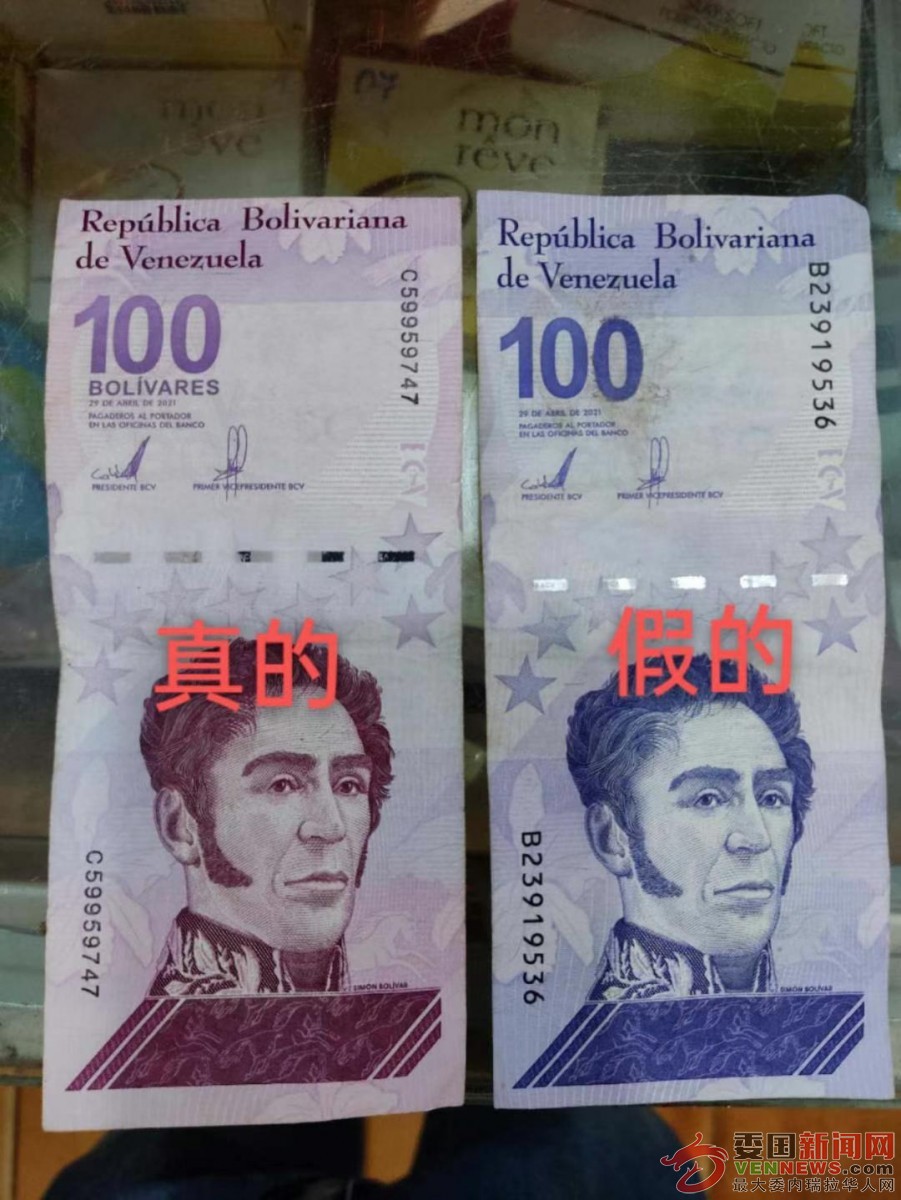 07
mon
rêve
mon
rêve
República Bolivariana
de Venezuela
100
BOLÍVARES
29 DE ABRIL DE 2021
PAGADEROS AL PORTADOR
EN LAS OFICINAS DEL BANCO
PRESIDENTE BCV
PRIMER VICEPRESIDENTE BCV
C59959747
真的
C59959747
SIMÓN BOLÍVAR
República Bolivariana
de Venezuela
100
29 DE ABRIL DE 2021
PAGADEROS AL PORTADOR
EN LAS OFICINAS DEL BANCO
PRESIDENTE BCV
PRIMER VICEPRESIDENTE BCV
B23919536
假的
B23919536
SIMÓN BOLÍVAR
委国新闻网
VENNEWS.com
最大委内瑞拉华人网